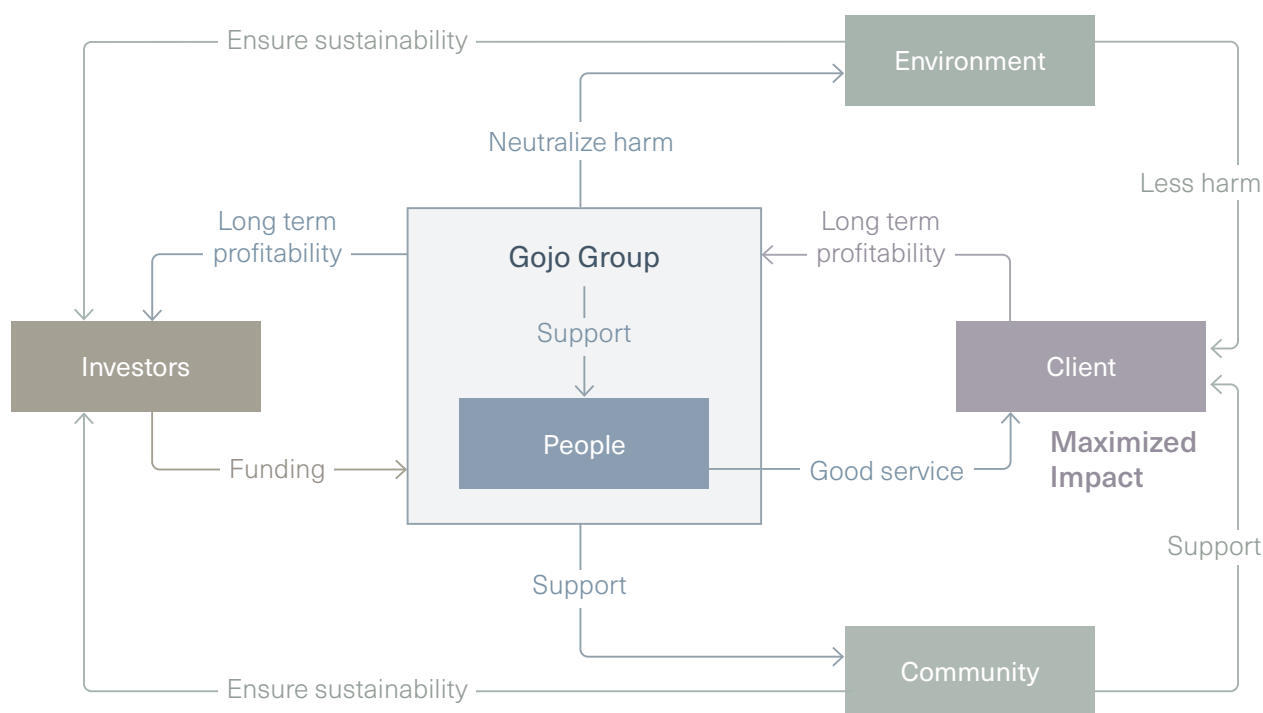 Ensure sustainability
Environment
Neutralize harm
Less harm
Long term
profitability
Long term
profitability
Gojo Group
Support
Investors
Client
People
Maximized
Impact
Funding
Good service
Support
Support
Community
Ensure sustainability